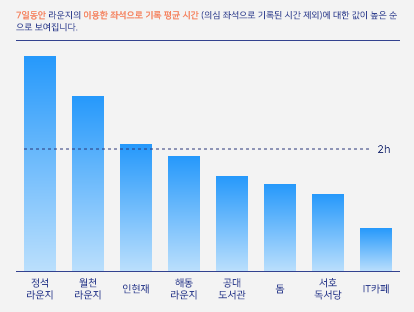 7일동안 라운지의 이용한 좌석으로 기록 평균 시간 (의심 좌석으로 기록된 시간 제외)에 대한 값이 높은 순
으로 보여집니다.
2h
정석
라운지
월천
라운지
인현재
해동
라운지
공대
도서관
돔
서호
독서당
IT카페